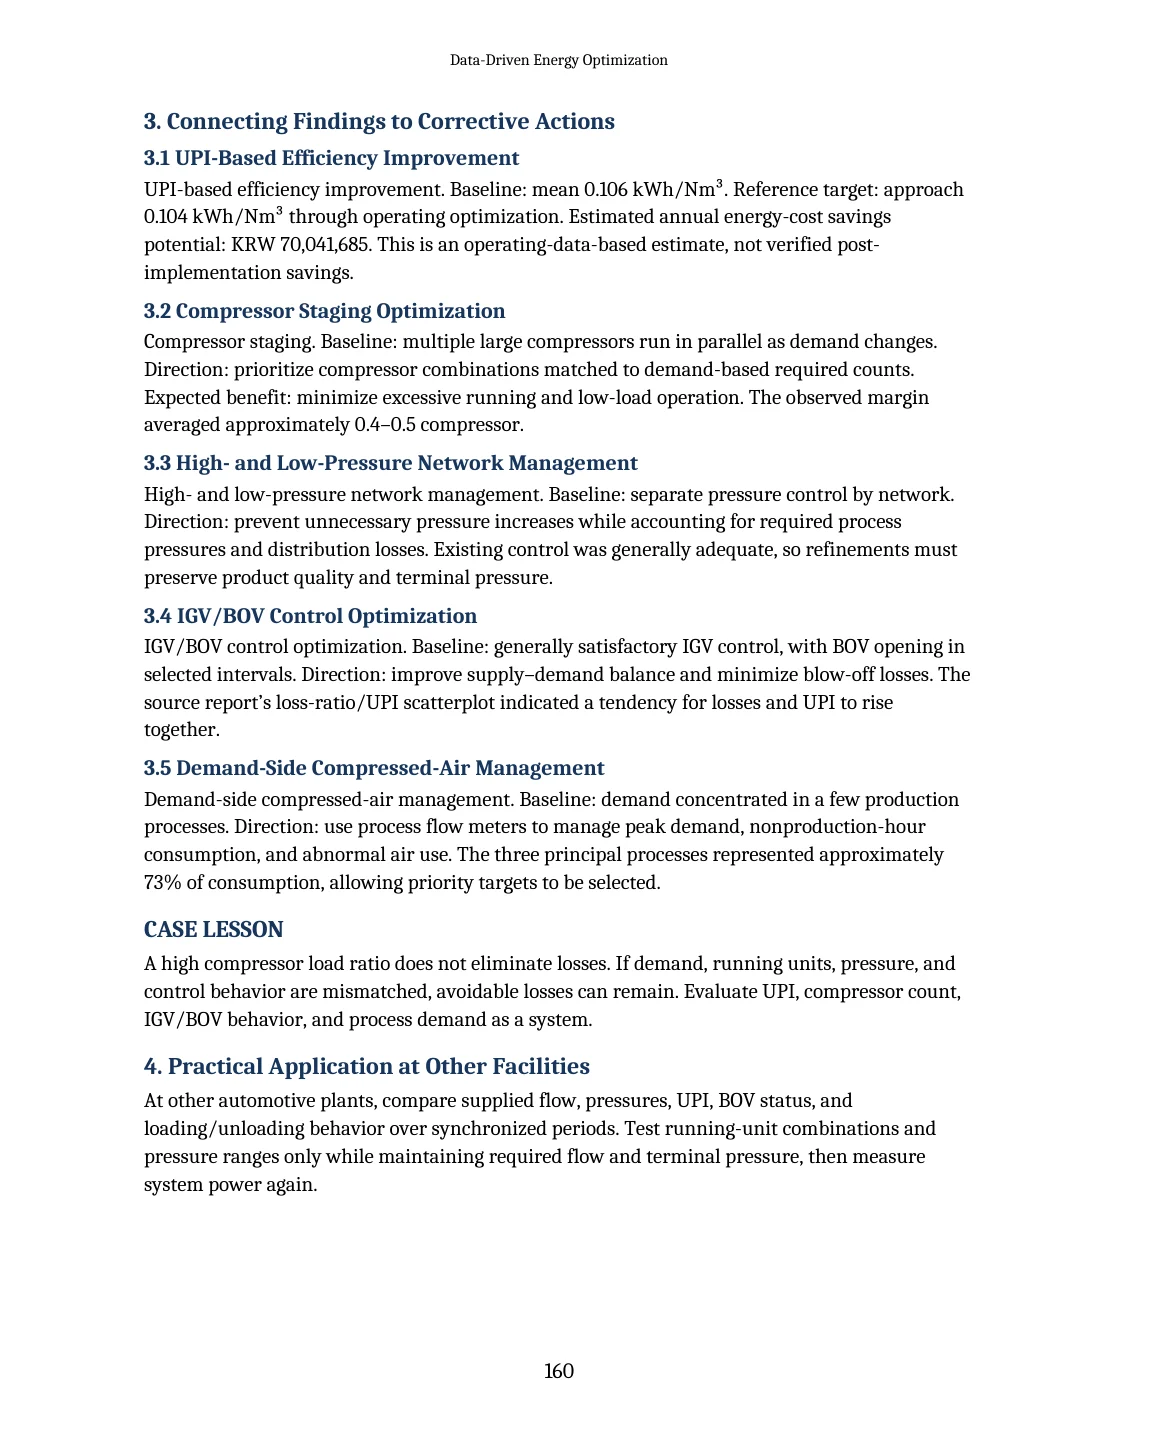 Data-Driven Energy Optimization
3. Connecting Findings to Corrective Actions
3.1 UPI-Based Efficiency Improvement
UPI-based efficiency improvement. Baseline: mean 0.106 kWh/Nm³. Reference target: approach
0.104 kWh/Nm³ through operating optimization. Estimated annual energy-cost savings
potential: KRW 70,041,685. This is an operating-data-based estimate, not verified post-
implementation savings.
3.2 Compressor Staging Optimization
Compressor staging. Baseline: multiple large compressors run in parallel as demand changes.
Direction: prioritize compressor combinations matched to demand-based required counts.
Expected benefit: minimize excessive running and low-load operation. The observed margin
averaged approximately 0.4–0.5 compressor.
3.3 High- and Low-Pressure Network Management
High- and low-pressure network management. Baseline: separate pressure control by network.
Direction: prevent unnecessary pressure increases while accounting for required process
pressures and distribution losses. Existing control was generally adequate, so refinements must
preserve product quality and terminal pressure.
3.4 IGV/BOV Control Optimization
IGV/BOV control optimization. Baseline: generally satisfactory IGV control, with BOV opening in
selected intervals. Direction: improve supply–demand balance and minimize blow-off losses. The
source report’s loss-ratio/UPI scatterplot indicated a tendency for losses and UPI to rise
together.
3.5 Demand-Side Compressed-Air Management
Demand-side compressed-air management. Baseline: demand concentrated in a few production
processes. Direction: use process flow meters to manage peak demand, nonproduction-hour
consumption, and abnormal air use. The three principal processes represented approximately
73% of consumption, allowing priority targets to be selected.
CASE LESSON
A high compressor load ratio does not eliminate losses. If demand, running units, pressure, and
control behavior are mismatched, avoidable losses can remain. Evaluate UPI, compressor count,
IGV/BOV behavior, and process demand as a system.
4. Practical Application at Other Facilities
At other automotive plants, compare supplied flow, pressures, UPI, BOV status, and
loading/unloading behavior over synchronized periods. Test running-unit combinations and
pressure ranges only while maintaining required flow and terminal pressure, then measure
system power again.
160